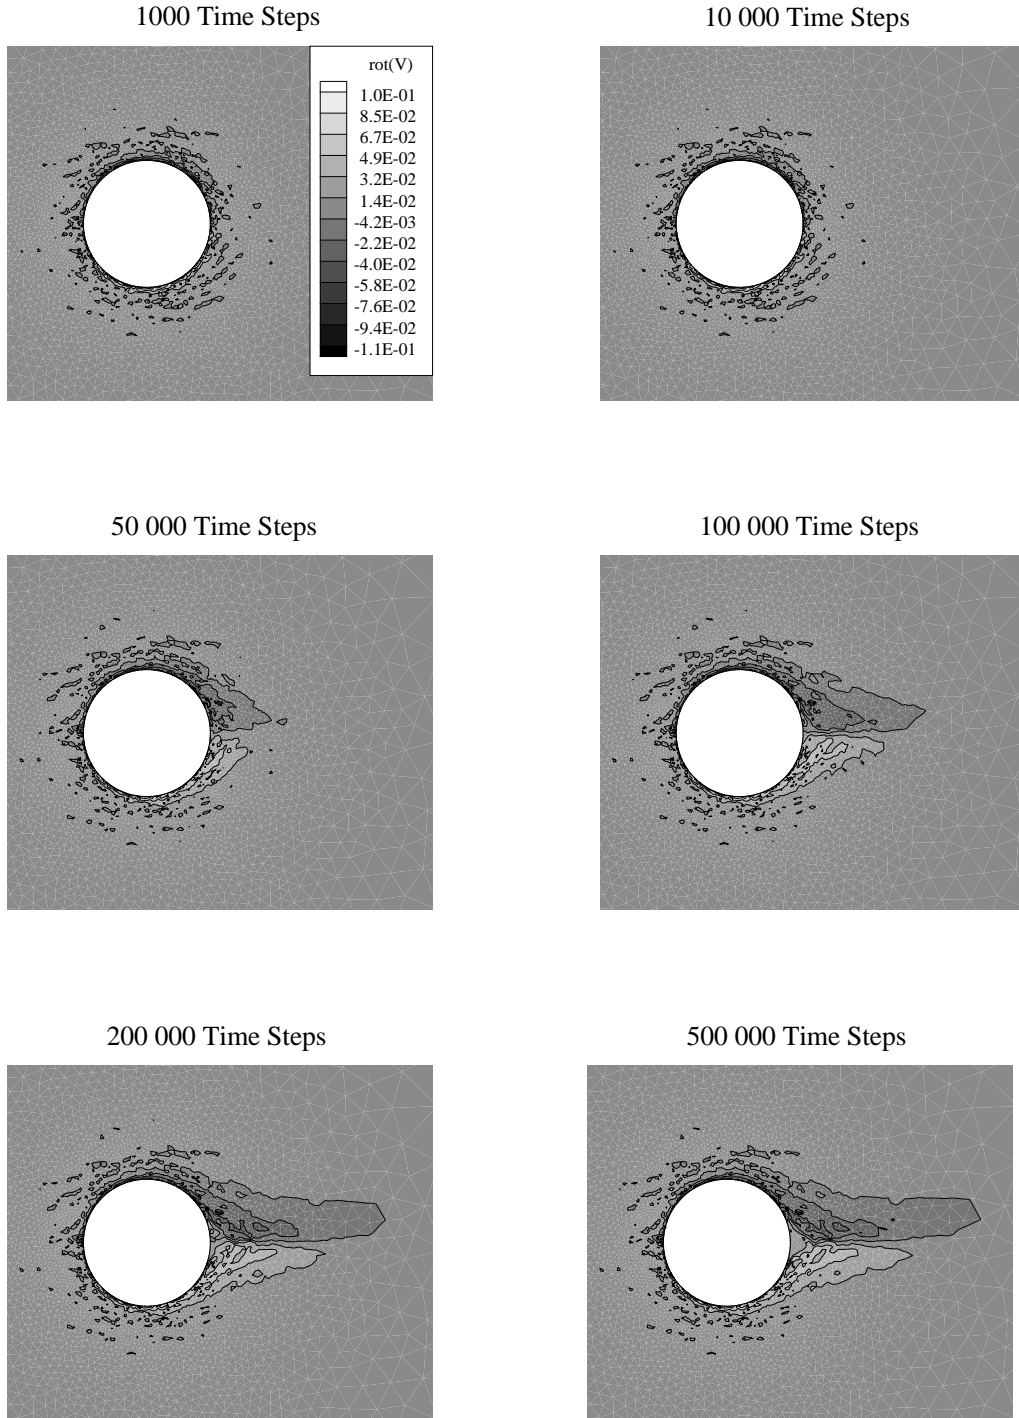 1000 Time Steps
10 000 Time Steps
rot(V)
1.0E-01
8.5E-02
6.7E-02
4.9E-02
3.2E-02
1.4E-02
-4.2E-03
-2.2E-02
-4.0E-02
-5.8E-02
-7.6E-02
-9.4E-02
-1.1E-01
50 000 Time Steps
100 000 Time Steps
200 000 Time Steps
500 000 Time Steps